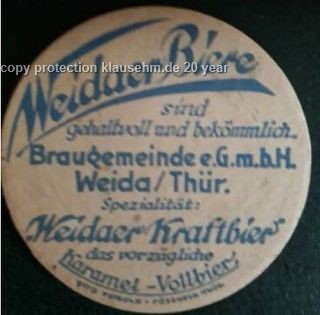 copy protection klausehm.de 20 year
Weidaer Biere
sind
gehaltvoll und bekömmlich.
Braugemeinde e.G.m.b.H.
Weida/Thür.
Spezialität:
"Weidaer Kraftbier"
das vorzügliche
Karamel-Vollbier